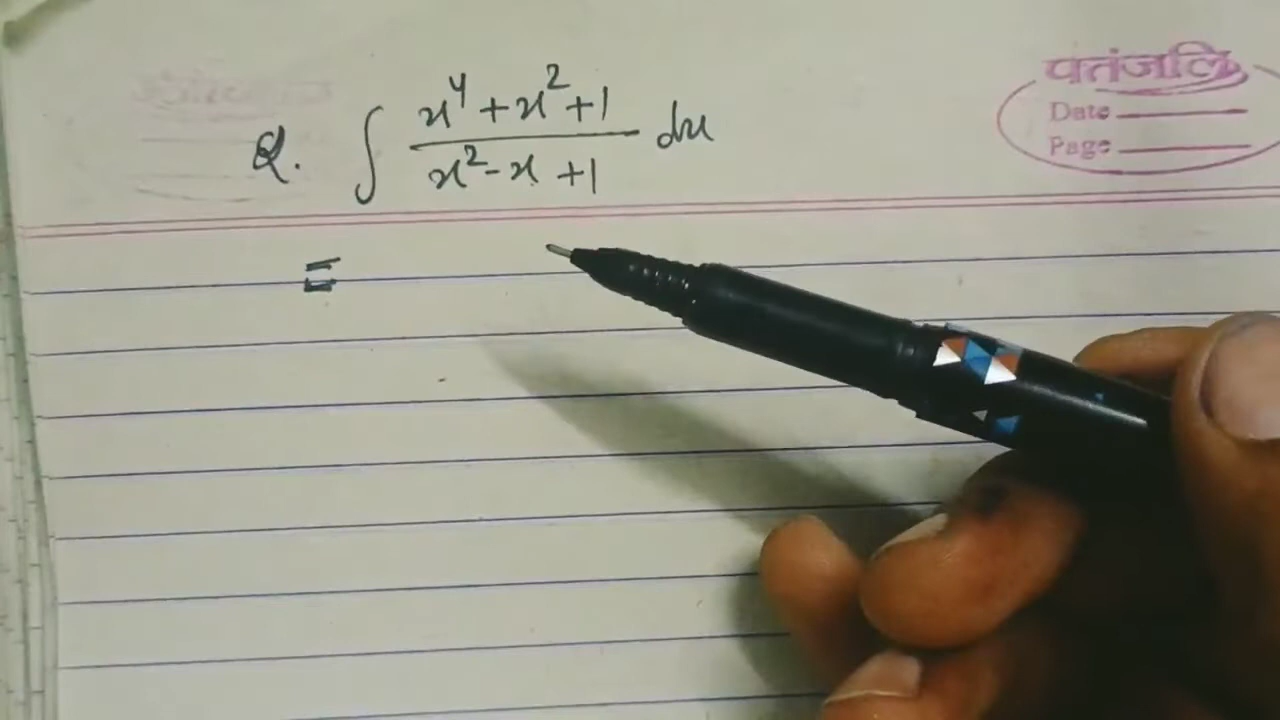 पतंजलि
Date
Page
Q. ∫ (x⁴ + x² + 1) / (x² - x + 1) dx
=